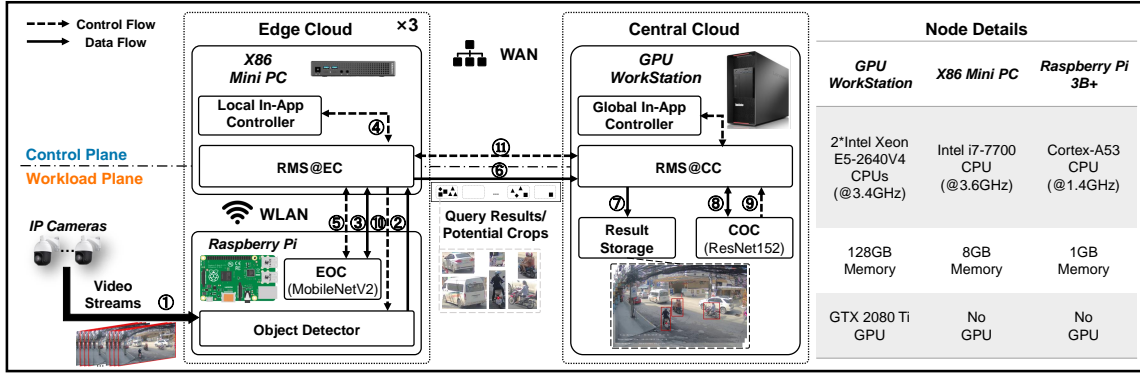 Control Flow
Data Flow
Edge Cloud
×3
X86
Mini PC
Local In-App
Controller
④
RMS@EC
Control Plane
Workload Plane
WLAN
⑤
③
⑩
②
IP Cameras
...
Video
Streams
①
Raspberry Pi
EOC
(MobileNetV2)
Object Detector
WAN
⑪
⑥
Query Results/
Potential Crops
Central Cloud
GPU
WorkStation
Global In-App
Controller
RMS@CC
⑦
⑧
⑨
Result
Storage
COC
(ResNet152)
Node Details
GPU
WorkStation
X86 Mini PC
Raspberry Pi
3B+
2*Intel Xeon
E5-2640V4
CPUs
(@3.4GHz)
Intel i7-7700
CPU
(@3.6GHz)
Cortex-A53
CPU
(@1.4GHz)
128GB
Memory
8GB
Memory
1GB
Memory
GTX 2080 Ti
GPU
No
GPU
No
GPU